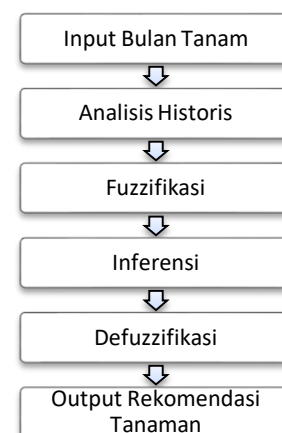 Input Bulan Tanam
Analisis Historis
Fuzzifikasi
Inferensi
Defuzzifikasi
Output Rekomendasi
Tanaman